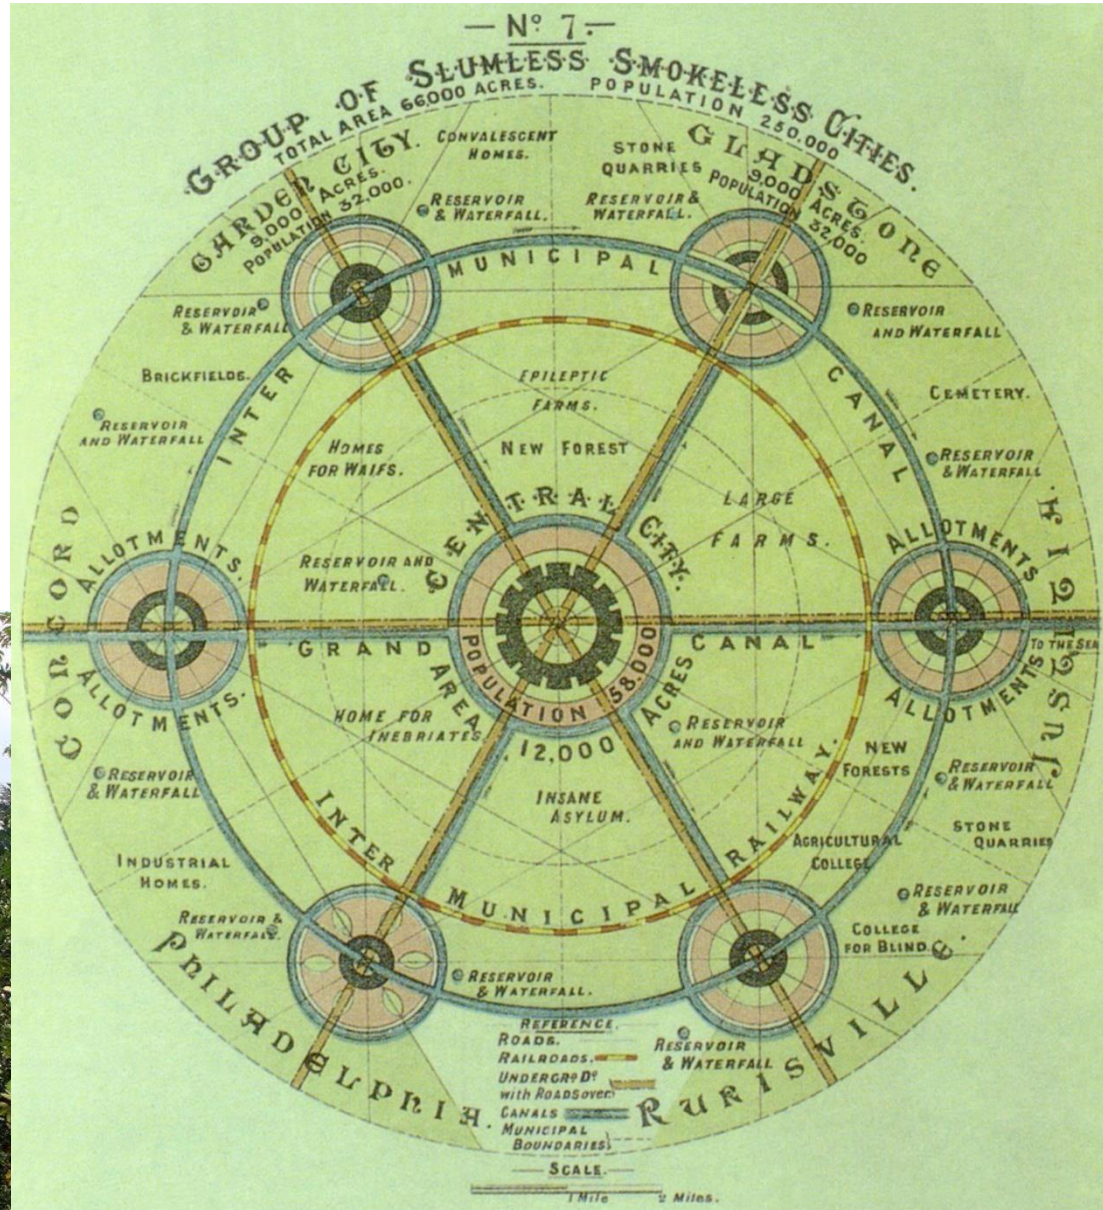 — Nº 7. —
GROUP OF SLUMLESS SMOKELESS CITIES.
TOTAL AREA 66,000 ACRES. POPULATION 250,000
GARDEN CITY.
9,000 ACRES.
POPULATION 32,000.
CONVALESCENT
HOMES.
RESERVOIR
& WATERFALL.
STONE
QUARRIES
RESERVOIR &
WATERFALL.
GLADSTONE
9,000 ACRES.
POPULATION
32,000
INTER MUNICIPAL CANAL
RESERVOIR
& WATERFALL
BRICKFIELDS.
RESERVOIR
AND WATERFALL
RESERVOIR
AND WATERFALL
CEMETERY.
RESERVOIR
& WATERFALL
EPILEPTIC
FARMS.
NEW FOREST
HOMES
FOR WAIFS.
LARGE
FARMS.
RESERVOIR AND
WATERFALL.
CENTRAL CITY.
POPULATION 58,000
AREA
12,000
ACRES
CONCORD
ALLOTMENTS.
ALLOTMENTS.
GRAND CANAL
ALLOTMENTS
ALLOTMENTS
TO THE SEA
HOME FOR
INEBRIATES
RESERVOIR
AND WATERFALL
INSANE
ASYLUM.
NEW
FORESTS
RESERVOIR
& WATERFALL
STONE
QUARRIES
AGRICULTURAL
COLLEGE
RESERVOIR
& WATERFALL
COLLEGE
FOR BLIND.
RESERVOIR
& WATERFALL
INDUSTRIAL
HOMES.
RESERVOIR &
WATERFALL.
INTER MUNICIPAL RAILWAY.
RESERVOIR
& WATERFALL.
RESERVOIR
& WATERFALL
PHILADELPHIA.
RURISVILLE.
REFERENCE.
ROADS.
RAILROADS.
UNDERGRD Dº
with ROADS over
CANALS
MUNICIPAL
BOUNDARIES
— SCALE. —
1 Mile 2 Miles.